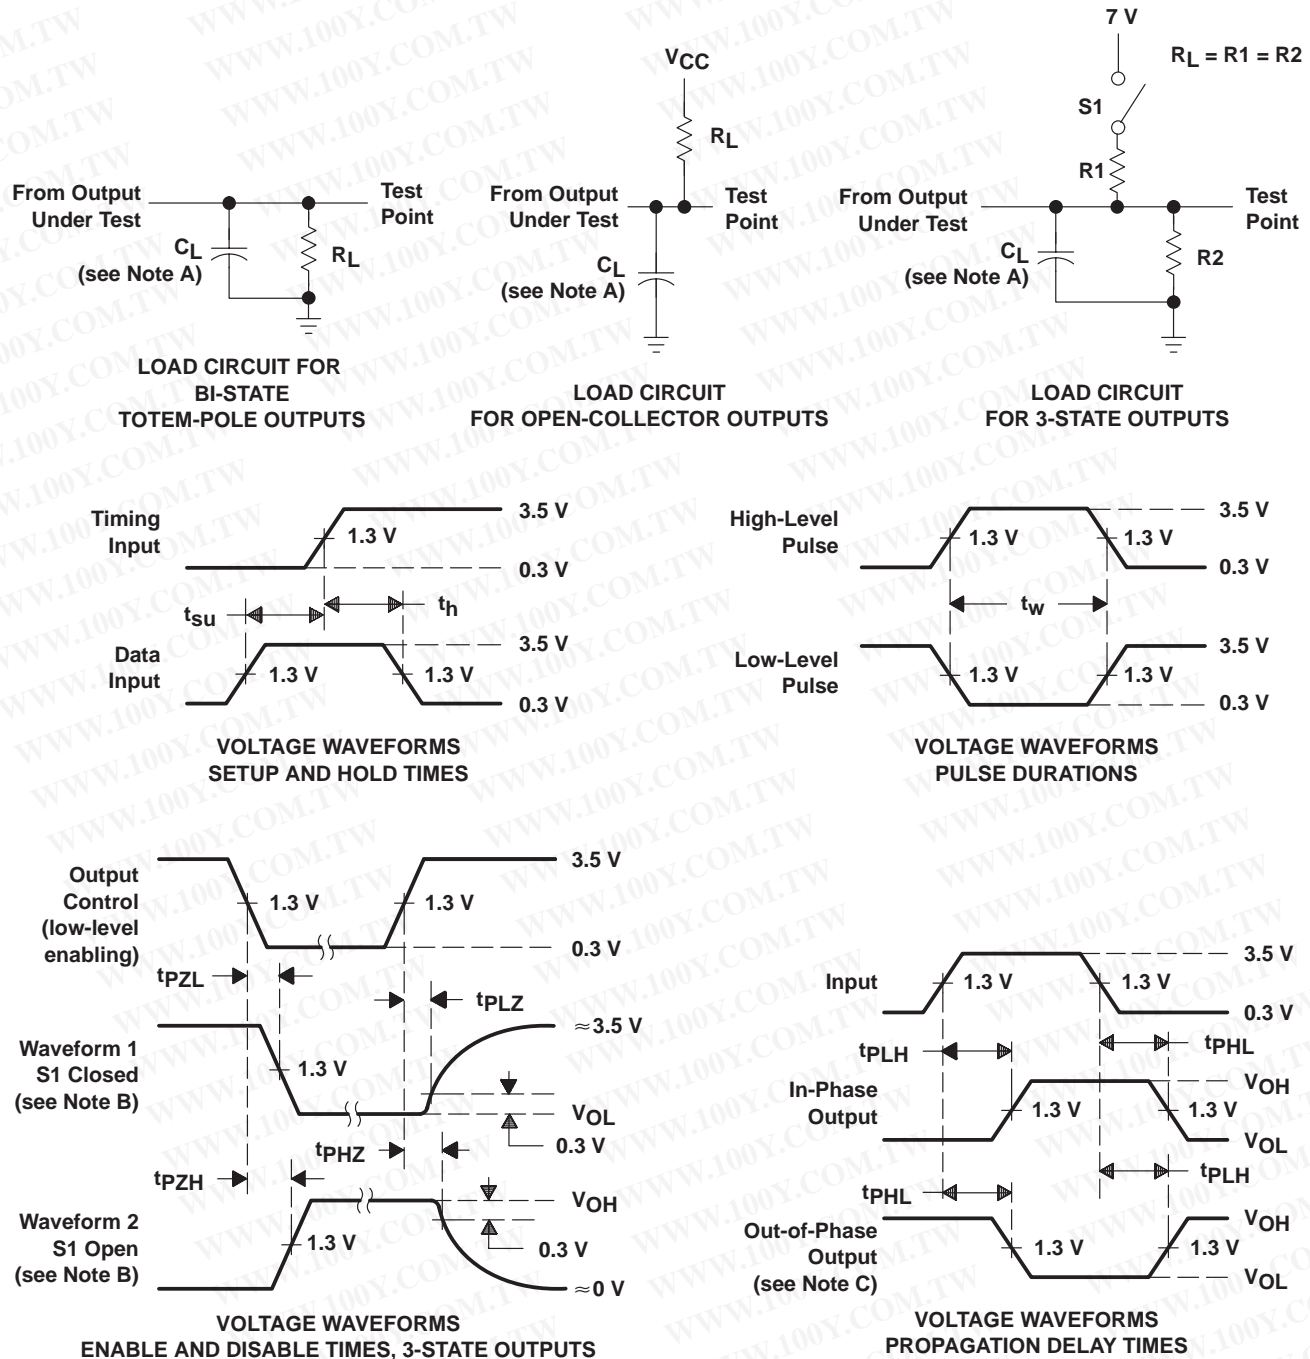 7 V
RL = R1 = R2
S1
R1
VCC
RL
From Output
Under Test
Test
Point
CL
(see Note A)
RL
From Output
Under Test
Test
Point
CL
(see Note A)
From Output
Under Test
Test
Point
CL
(see Note A)
R2
LOAD CIRCUIT FOR
BI-STATE
TOTEM-POLE OUTPUTS
LOAD CIRCUIT
FOR OPEN-COLLECTOR OUTPUTS
LOAD CIRCUIT
FOR 3-STATE OUTPUTS
Timing
Input
1.3 V
3.5 V
0.3 V
tsu
th
Data
Input
1.3 V
1.3 V
3.5 V
0.3 V
VOLTAGE WAVEFORMS
SETUP AND HOLD TIMES
High-Level
Pulse
1.3 V
1.3 V
3.5 V
0.3 V
tw
Low-Level
Pulse
1.3 V
1.3 V
3.5 V
0.3 V
VOLTAGE WAVEFORMS
PULSE DURATIONS
Output
Control
(low-level
enabling)
1.3 V
1.3 V
3.5 V
0.3 V
tPZL
tPLZ
Waveform 1
S1 Closed
(see Note B)
1.3 V
≈3.5 V
VOL
0.3 V
tPHZ
tPZH
Waveform 2
S1 Open
(see Note B)
1.3 V
VOH
0.3 V
≈0 V
VOLTAGE WAVEFORMS
ENABLE AND DISABLE TIMES, 3-STATE OUTPUTS
Input
1.3 V
1.3 V
3.5 V
0.3 V
tPLH
tPHL
In-Phase
Output
1.3 V
1.3 V
VOH
VOL
tPHL
tPLH
Out-of-Phase
Output
(see Note C)
1.3 V
1.3 V
VOH
VOL
VOLTAGE WAVEFORMS
PROPAGATION DELAY TIMES
WWW.100Y.COM.TW